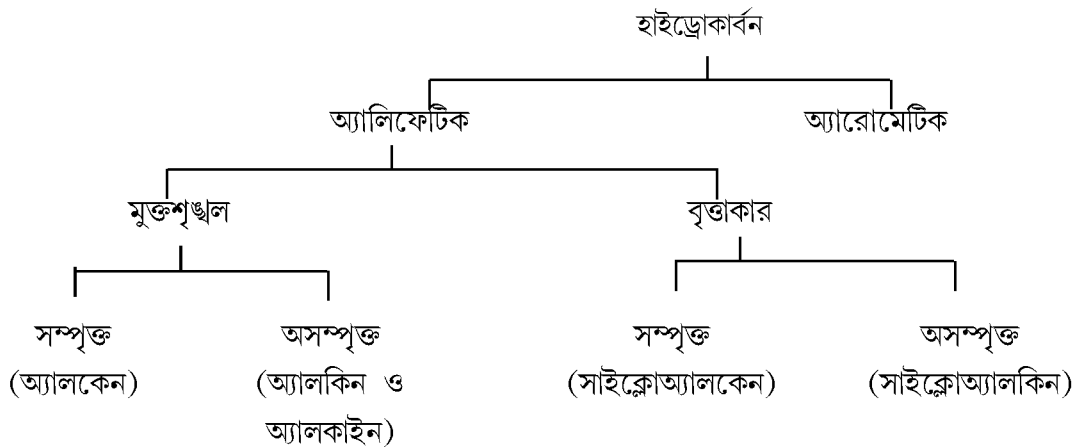 হাইড্রোকার্বন
অ্যালিফেটিক অ্যারোমেটিক
মুক্তশৃঙ্খল বৃত্তাকার
সম্পৃক্ত অসম্পৃক্ত সম্পৃক্ত অসম্পৃক্ত
(অ্যালকেন) (অ্যালকিন ও (সাইক্লোঅ্যালকেন) (সাইক্লোঅ্যালকিন)
অ্যালকাইন)